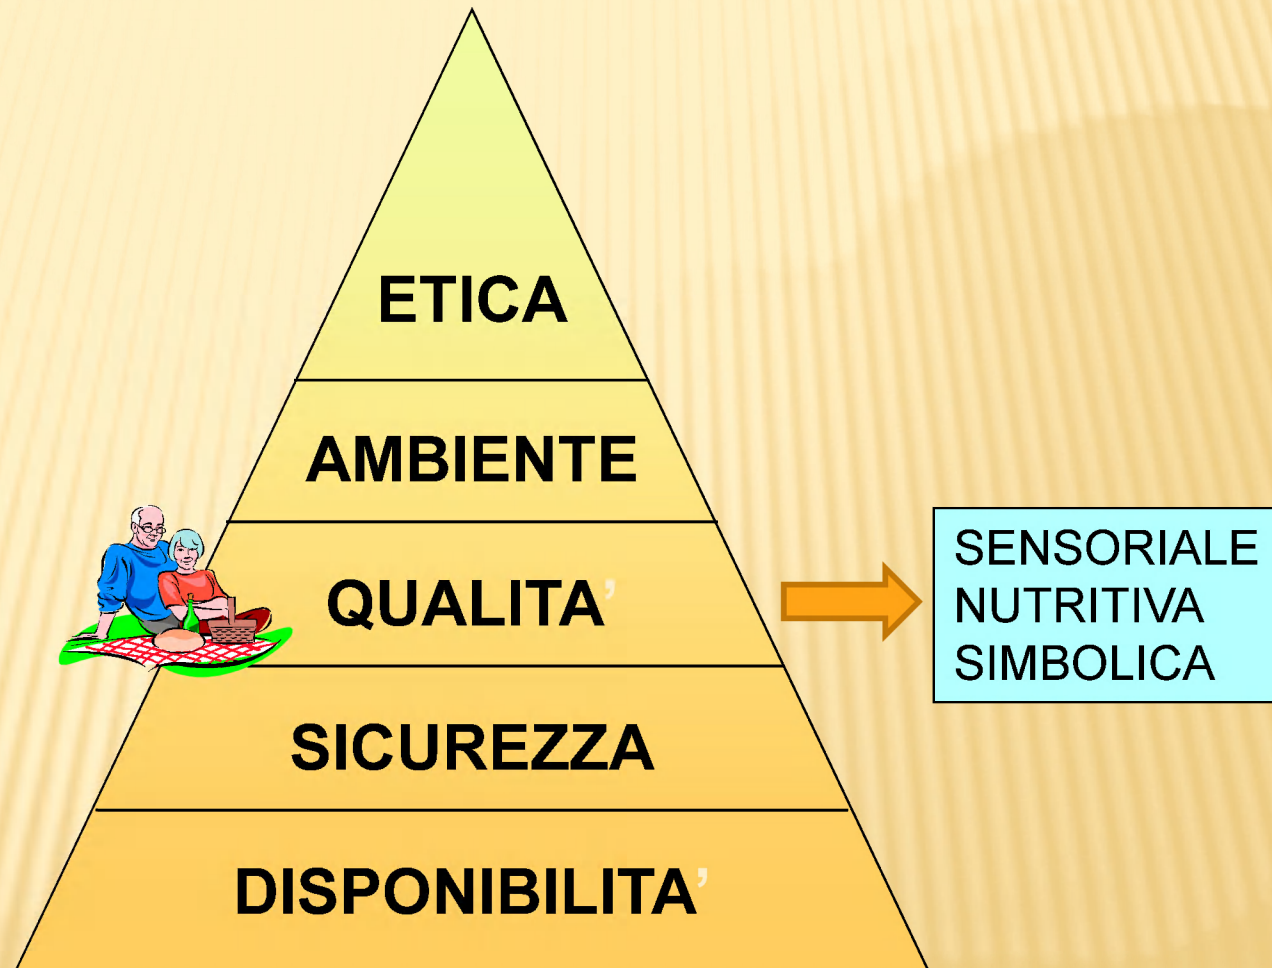 ETICA
AMBIENTE
QUALITA’
SENSORIALE
NUTRITIVA
SIMBOLICA
SICUREZZA
DISPONIBILITA’